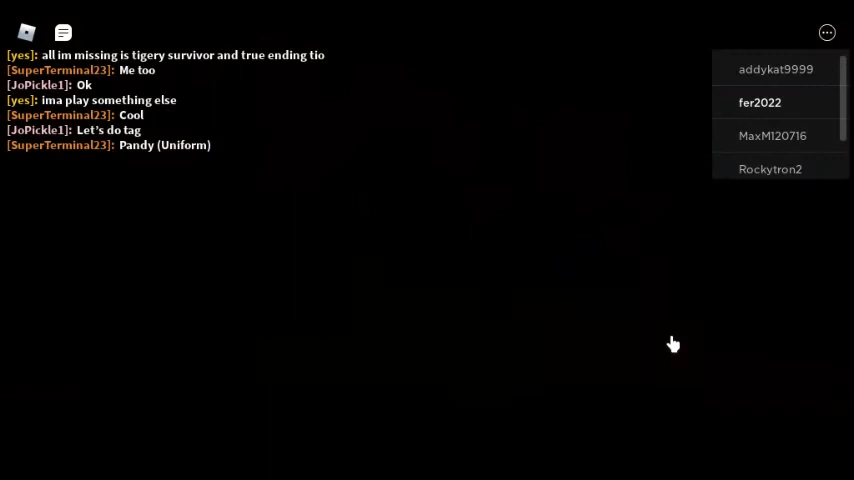 [yes]: all im missing is tigery survivor and true ending tio
[SuperTerminal23]: Me too
[JoPickle1]: Ok
[yes]: ima play something else
[SuperTerminal23]: Cool
[JoPickle1]: Let's do tag
[SuperTerminal23]: Pandy (Uniform)
addykat9999
fer2022
MaxM120716
Rockytron2